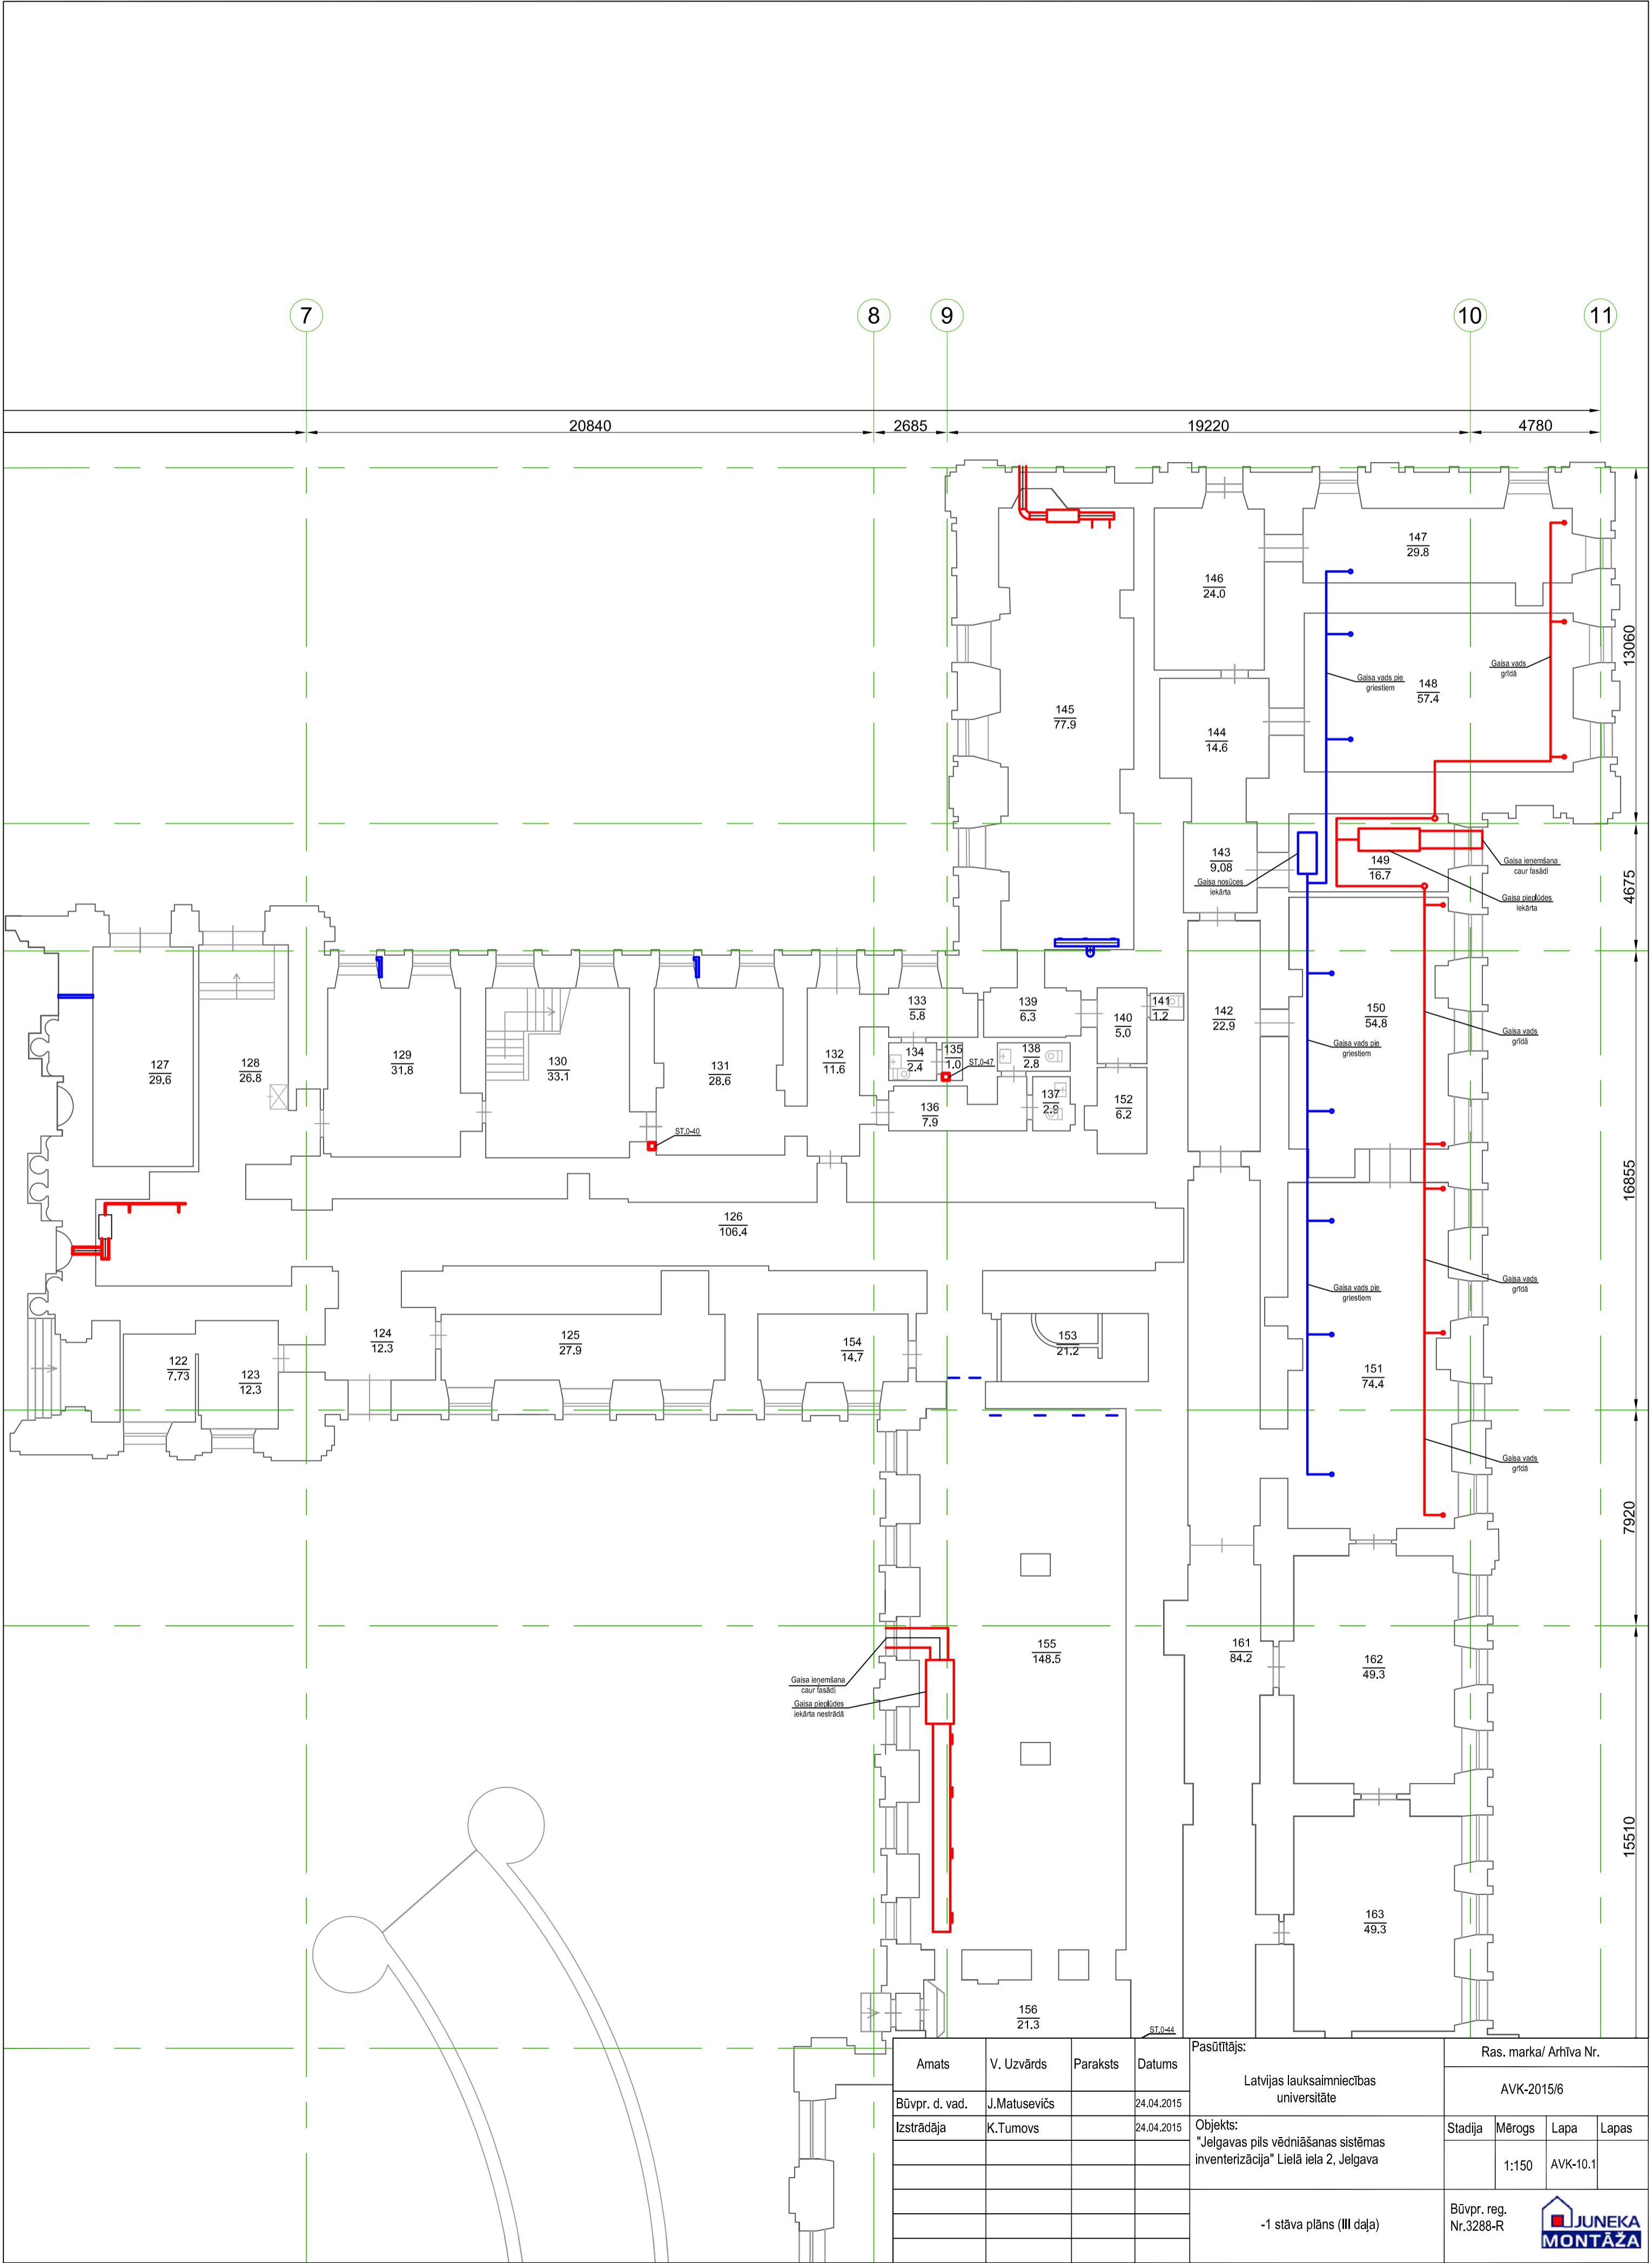 7
8
9
10
11
20840
2685
19220
4780
147
29.8
146
24.0
13060
Gaisa vads
grīdā
Gaisa vads pie
griestiem
148
57.4
145
77.9
144
14.6
143
9.08
Gaisa nosūces
iekārta
149
16.7
Gaisa ieņemšana
caur fasādi
Gaisa pieplūdes
iekārta
4675
133
5.8
139
6.3
141
1.2
140
5.0
142
22.9
150
54.8
Gaisa vads
grīdā
Gaisa vads pie
griestiem
127
29.6
128
26.8
129
31.8
130
33.1
131
28.6
132
11.6
134
2.4
135
1.0
ST.0-47
138
2.8
137
2.9
136
7.9
152
6.2
ST.0-40
16855
126
106.4
Gaisa vads pie
griestiem
Gaisa vads
grīdā
122
7.73
123
12.3
124
12.3
125
27.9
154
14.7
153
21.2
151
74.4
Gaisa vads
grīdā
7920
155
148.5
161
84.2
162
49.3
Gaisa ieņemšana
caur fasādi
Gaisa pieplūdes
iekārta nestrādā
15510
163
49.3
156
21.3
ST.0-44
Amats V. Uzvārds Paraksts Datums
Būvpr. d. vad. J.Matusevičs 24.04.2015
Izstrādāja K.Tumovs 24.04.2015
Pasūtītājs:
Latvijas lauksaimniecības
universitāte
Objekts:
"Jelgavas pils vēdniāšanas sistēmas
inventerizācija" Lielā iela 2, Jelgava
-1 stāva plāns (III daļa)
Ras. marka/ Arhīva Nr.
AVK-2015/6
Stadija Mērogs Lapa Lapas
1:150 AVK-10.1
Būvpr. reg.
Nr.3288-R
JUNEKA
MONTĀŽA